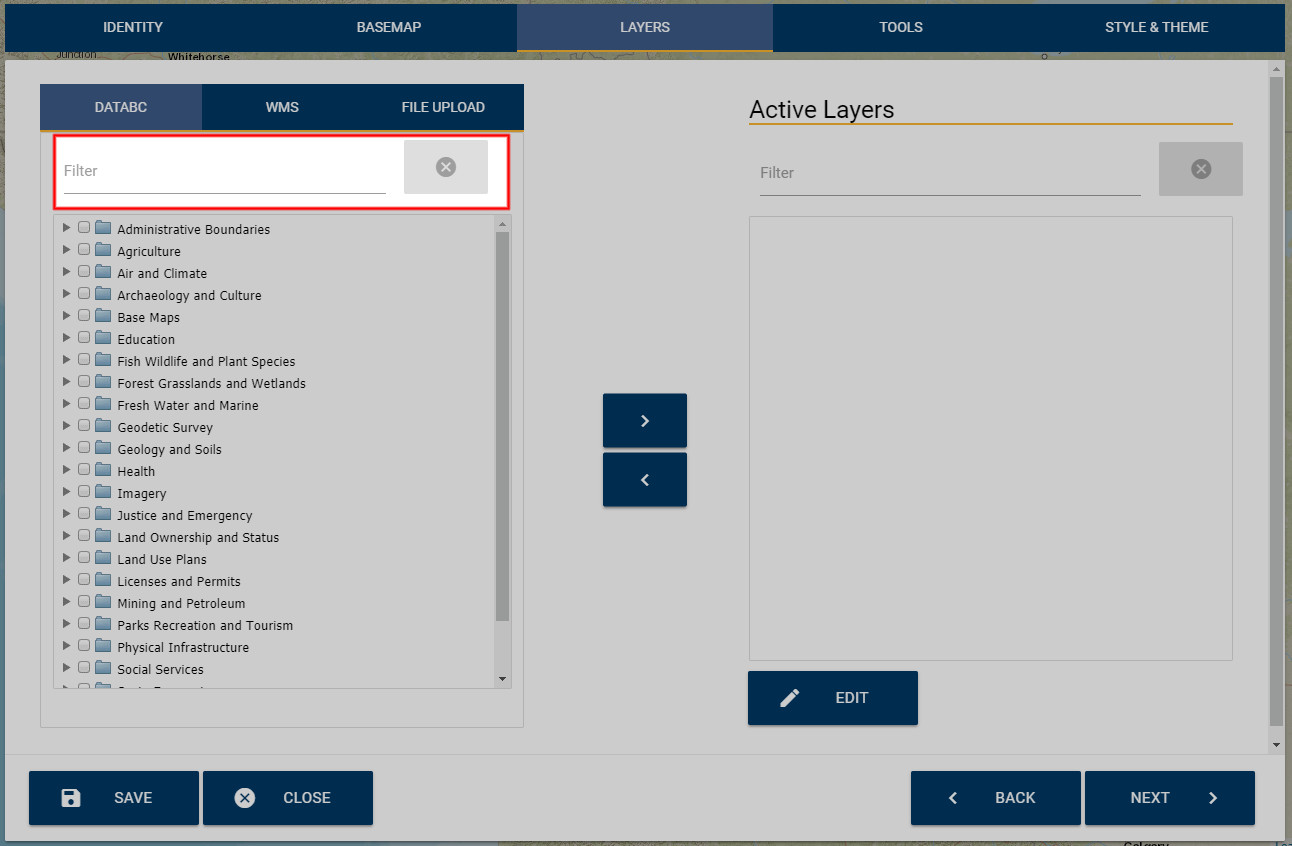 IDENTITY BASEMAP LAYERS TOOLS STYLE & THEME
Junction Whitehorse
DATABC WMS FILE UPLOAD
Filter
Administrative Boundaries
Agriculture
Air and Climate
Archaeology and Culture
Base Maps
Education
Fish Wildlife and Plant Species
Forest Grasslands and Wetlands
Fresh Water and Marine
Geodetic Survey
Geology and Soils
Health
Imagery
Justice and Emergency
Land Ownership and Status
Land Use Plans
Licenses and Permits
Mining and Petroleum
Parks Recreation and Tourism
Physical Infrastructure
Social Services
Active Layers
Filter
EDIT
SAVE CLOSE BACK NEXT
Calgary